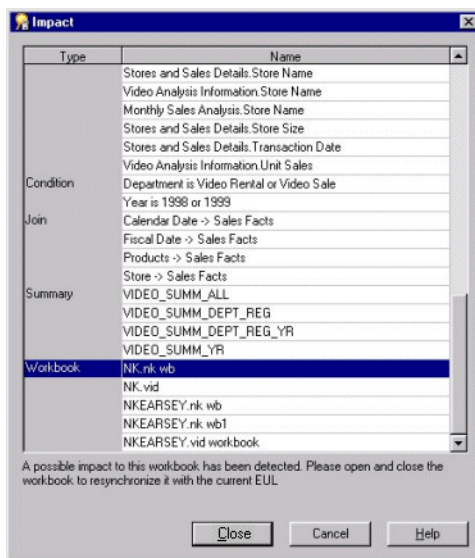 Impact
Type Name
Stores and Sales Details.Store Name
Video Analysis Information.Store Name
Monthly Sales Analysis.Store Name
Stores and Sales Details.Store Size
Stores and Sales Details.Transaction Date
Video Analysis Information.Unit Sales
Condition Department is Video Rental or Video Sale
Year is 1998 or 1999
Join Calendar Date -> Sales Facts
Fiscal Date -> Sales Facts
Products -> Sales Facts
Store -> Sales Facts
Summary VIDEO_SUMM_ALL
VIDEO_SUMM_DEPT_REG
VIDEO_SUMM_DEPT_REG_YR
VIDEO_SUMM_YR
Workbook NK.nk wb
NK.vid
NKEARSEY.nk wb
NKEARSEY.nk wb1
NKEARSEY.vid workbook
A possible impact to this workbook has been detected. Please open and close the
workbook to resynchronize it with the current EUL
Close Cancel Help